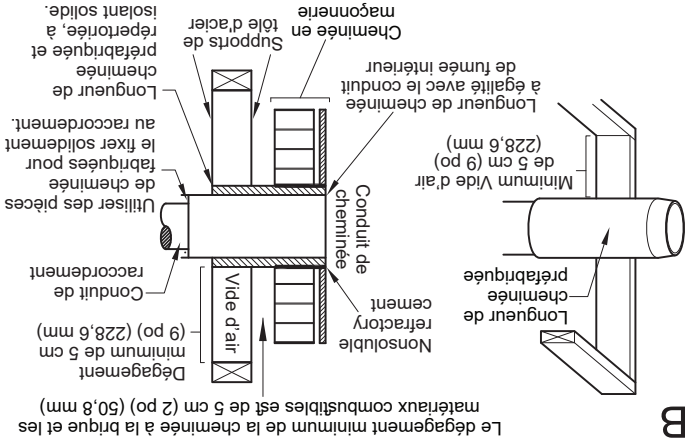 B
Le dégagement minimum de la cheminée à la brique et les
matériaux combustibles est de 5 cm (2 po) (50,8 mm)
Longueur de
cheminée
préfabriquée
Minimum Vide d'air
de 5 cm (9 po)
(228,6 mm)
Nonsoluble
refractory
cement
Vide d'air
Dégagement
minimum de 5 cm
(9 po) (228,6 mm)
Conduit de
raccordement
Conduit de
cheminée
Utiliser des pièces
de cheminée
fabriquées pour
le fixer solidement
au raccordement.
Longueur de cheminée
à égalité avec le conduit
de fumée intérieur
Longueur de
cheminée
préfabriquée et
répertoriée, à
isolant solide.
Cheminée en
maçonnerie
Supports de
tôle d'acier